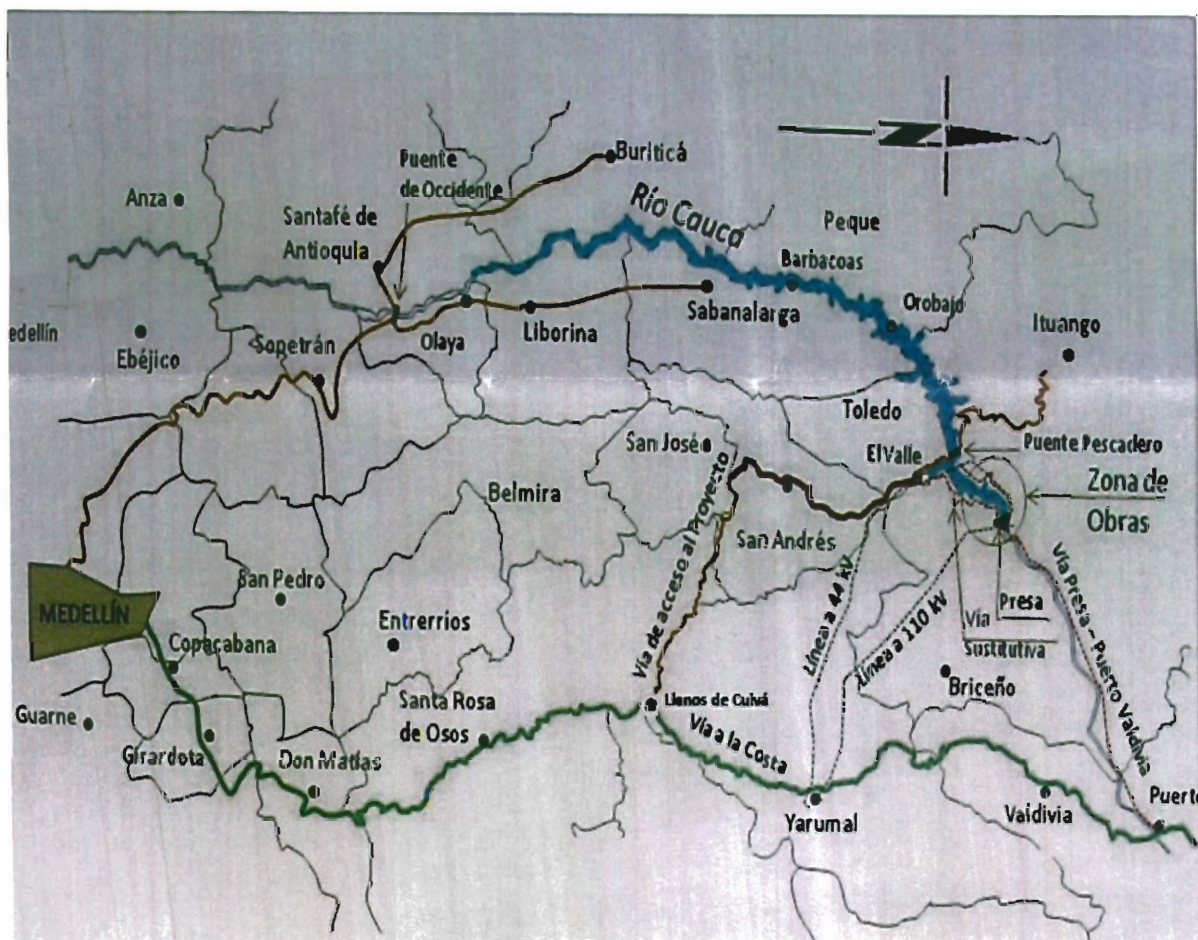 Buriticá
Puente
de Occidente
Anza
Santafé de
Antioquia
Río Cauca
Peque
Barbacoas
Orobajo
Ituango
edellín
Ebéjico
Sopetrán
Olaya
Liborina
Sabanalarga
Toledo
San José
El Valle
Puente Pescadero
Zona de
Obras
Belmira
Vía de acceso al Proyecto
San Andrés
Línea a 44 kV
Línea a 110 kV
Vía
Sustitutiva
Presa
Vía Presa - Puerto Valdivia
MEDELLÍN
San Pedro
Copacabana
Entrerríos
Briceño
Guarne
Girardota
Don Matías
Santa Rosa
de Osos
Llanos de Cuivá
Vía a la Costa
Yarumal
Valdivia
Puerto